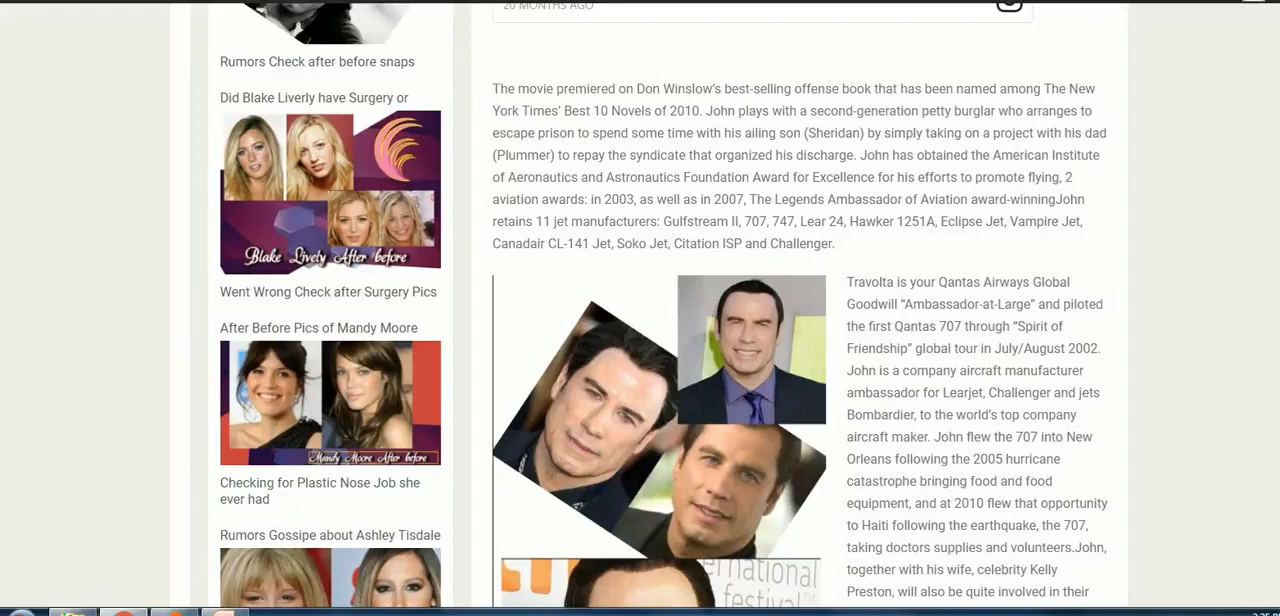 20 MONTHS AGO
Rumors Check after before snaps
Did Blake Liverly have Surgery or
Blake Lively After before
Went Wrong Check after Surgery Pics
After Before Pics of Mandy Moore
Mandy Moore After before
Checking for Plastic Nose Job she
ever had
Rumors Gossipe about Ashley Tisdale
The movie premiered on Don Winslow's best-selling offense book that has been named among The New
York Times' Best 10 Novels of 2010. John plays with a second-generation petty burglar who arranges to
escape prison to spend some time with his ailing son (Sheridan) by simply taking on a project with his dad
(Plummer) to repay the syndicate that organized his discharge. John has obtained the American Institute
of Aeronautics and Astronautics Foundation Award for Excellence for his efforts to promote flying, 2
aviation awards: in 2003, as well as in 2007, The Legends Ambassador of Aviation award-winningJohn
retains 11 jet manufacturers: Gulfstream II, 707, 747, Lear 24, Hawker 1251A, Eclipse Jet, Vampire Jet,
Canadair CL-141 Jet, Soko Jet, Citation ISP and Challenger.
Travolta is your Qantas Airways Global
Goodwill “Ambassador-at-Large” and piloted
the first Qantas 707 through “Spirit of
Friendship” global tour in July/August 2002.
John is a company aircraft manufacturer
ambassador for Learjet, Challenger and jets
Bombardier, to the world's top company
aircraft maker. John flew the 707 into New
Orleans following the 2005 hurricane
catastrophe bringing food and food
equipment, and at 2010 flew that opportunity
to Haiti following the earthquake, the 707,
taking doctors supplies and volunteers.John,
together with his wife, celebrity Kelly
Preston, will also be quite involved in their
ernational
festival